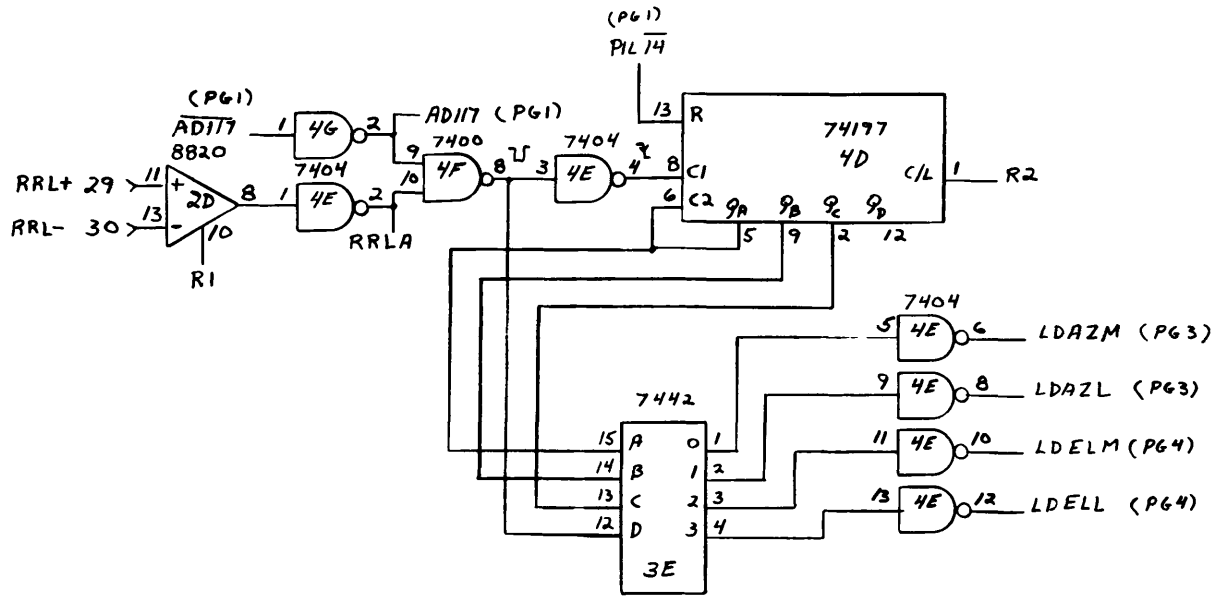 (PG1)
PIL 14
(PG1)
AD117
8820
1 4G 2
AD117 (PG1)
7404
7400
7404
9
10
4F 8
3 4E 4
13 R
74197
4D
8 C1
6 C2
C/L 1
R2
QA QB QC QD
5 9 2 12
RRL+ 29 11 +
2D 8
1 4E 2
RRL- 30 13 -
10
R1
RRLA
7404
5 4E 6 LDAZM (PG3)
9 4E 8 LDAZL (PG3)
7442
11 4E 10 LDELM (PG4)
13 4E 12 LDELL (PG4)
15 A 0 1
14 B 1 2
13 C 2 3
12 D 3 4
3E